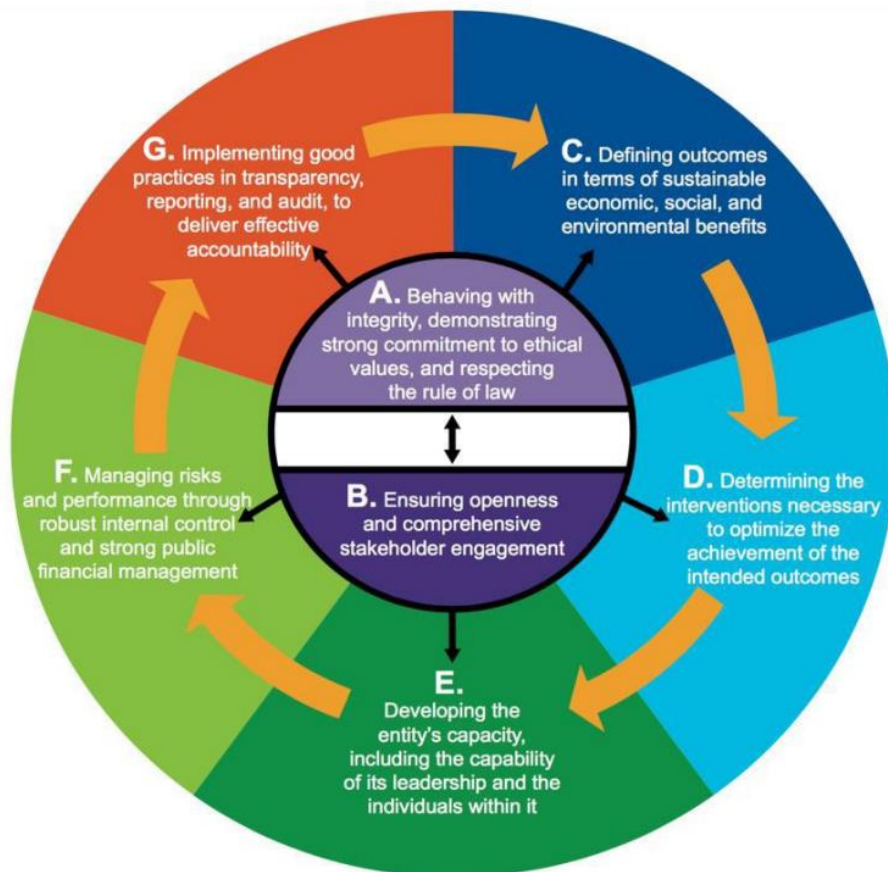 A. Behaving with
integrity, demonstrating
strong commitment to ethical
values, and respecting
the rule of law
B. Ensuring openness
and comprehensive
stakeholder engagement
C. Defining outcomes
in terms of sustainable
economic, social, and
environmental benefits
D. Determining the
interventions necessary
to optimize the
achievement of the
intended outcomes
E.
Developing the
entity's capacity,
including the capability
of its leadership and the
individuals within it
F. Managing risks
and performance through
robust internal control
and strong public
financial management
G. Implementing good
practices in transparency,
reporting, and audit, to
deliver effective
accountability